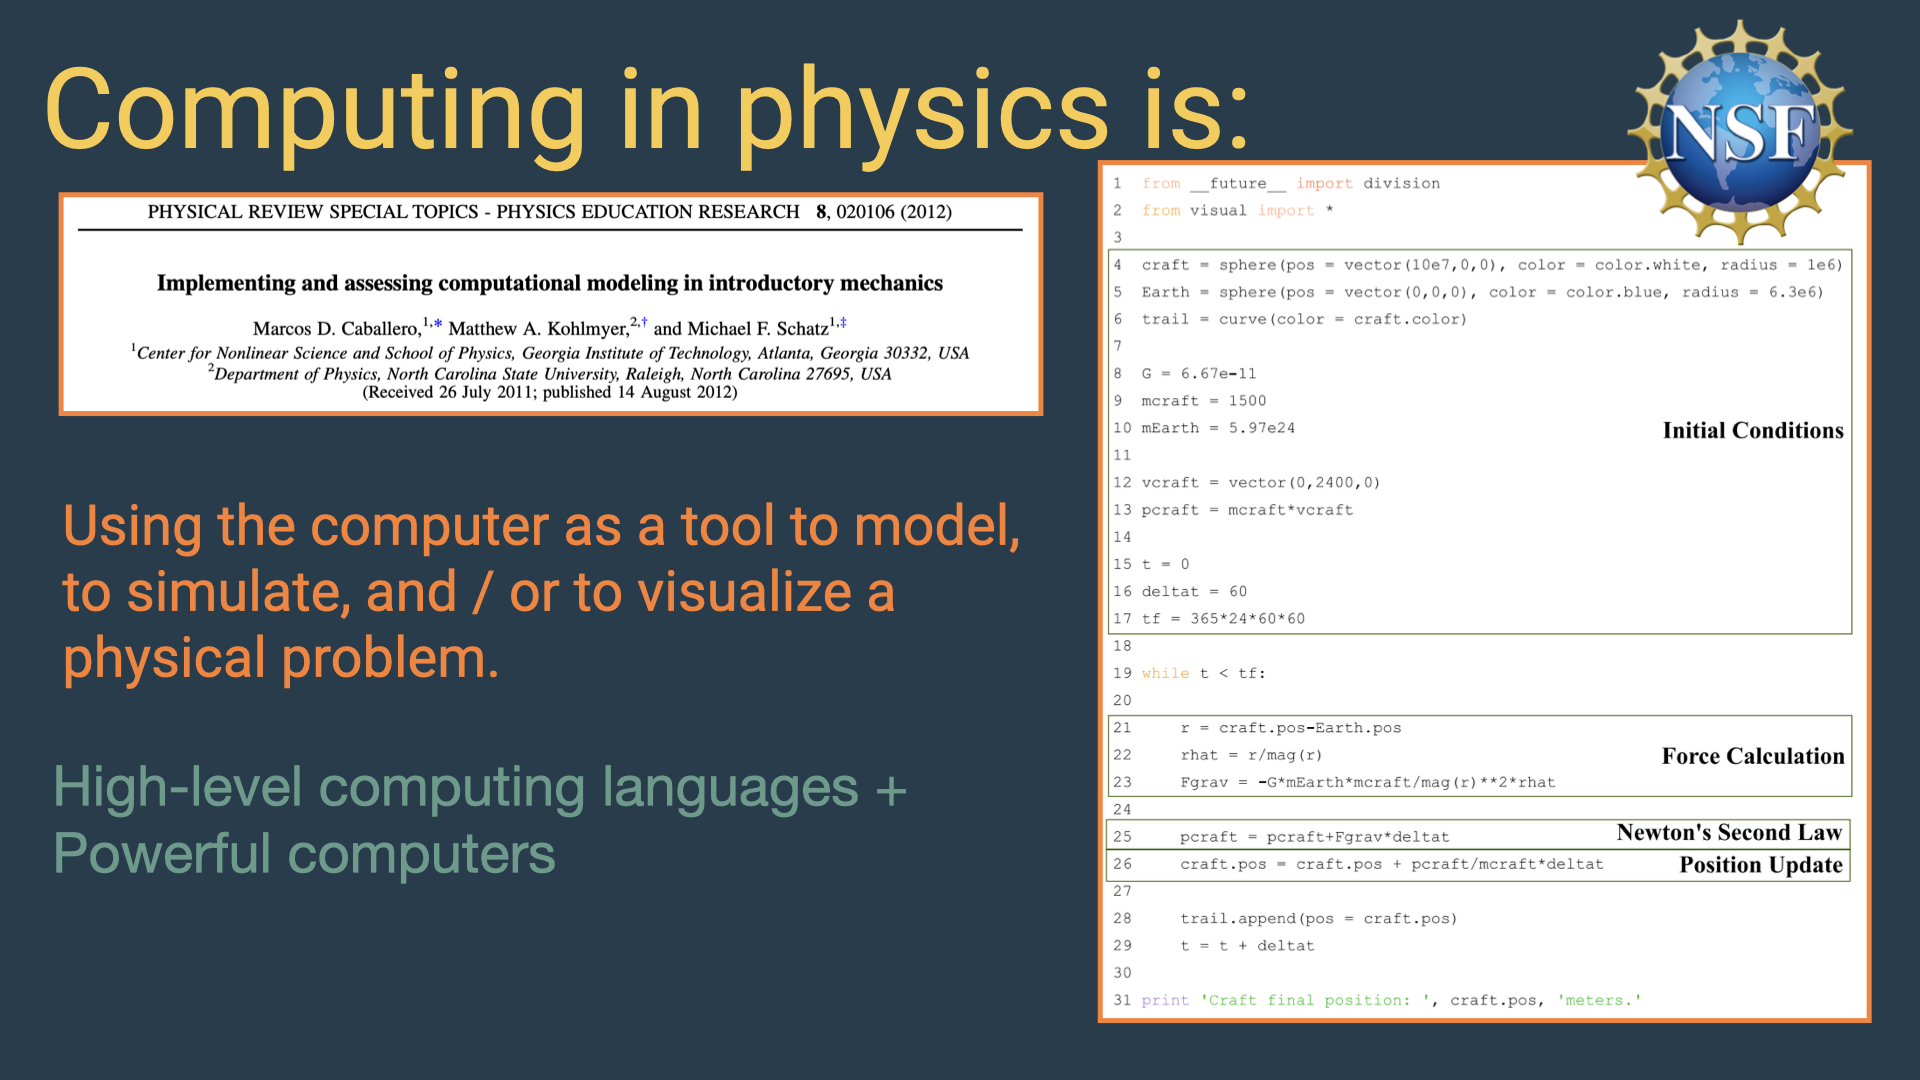 Computing in physics is:
NSF
PHYSICAL REVIEW SPECIAL TOPICS - PHYSICS EDUCATION RESEARCH 8, 020106 (2012)
Implementing and assessing computational modeling in introductory mechanics
Marcos D. Caballero,1,* Matthew A. Kohlmyer,2,† and Michael F. Schatz1,‡
1Center for Nonlinear Science and School of Physics, Georgia Institute of Technology, Atlanta, Georgia 30332, USA
2Department of Physics, North Carolina State University, Raleigh, North Carolina 27695, USA
(Received 26 July 2011; published 14 August 2012)
Using the computer as a tool to model,
to simulate, and / or to visualize a
physical problem.
High-level computing languages +
Powerful computers
1 from __future__ import division
2 from visual import *
3
4 craft = sphere(pos = vector(10e7,0,0), color = color.white, radius = 1e6)
5 Earth = sphere(pos = vector(0,0,0), color = color.blue, radius = 6.3e6)
6 trail = curve(color = craft.color)
7
8 G = 6.67e-11
9 mcraft = 1500
10 mEarth = 5.97e24
Initial Conditions
11
12 vcraft = vector(0,2400,0)
13 pcraft = mcraft*vcraft
14
15 t = 0
16 deltat = 60
17 tf = 365*24*60*60
18
19 while t < tf:
20
21 r = craft.pos-Earth.pos
22 rhat = r/mag(r)
Force Calculation
23 Fgrav = -G*mEarth*mcraft/mag(r)**2*rhat
24
25 pcraft = pcraft+Fgrav*deltat
Newton's Second Law
26 craft.pos = craft.pos + pcraft/mcraft*deltat
Position Update
27
28 trail.append(pos = craft.pos)
29 t = t + deltat
30
31 print 'Craft final position: ', craft.pos, 'meters.'